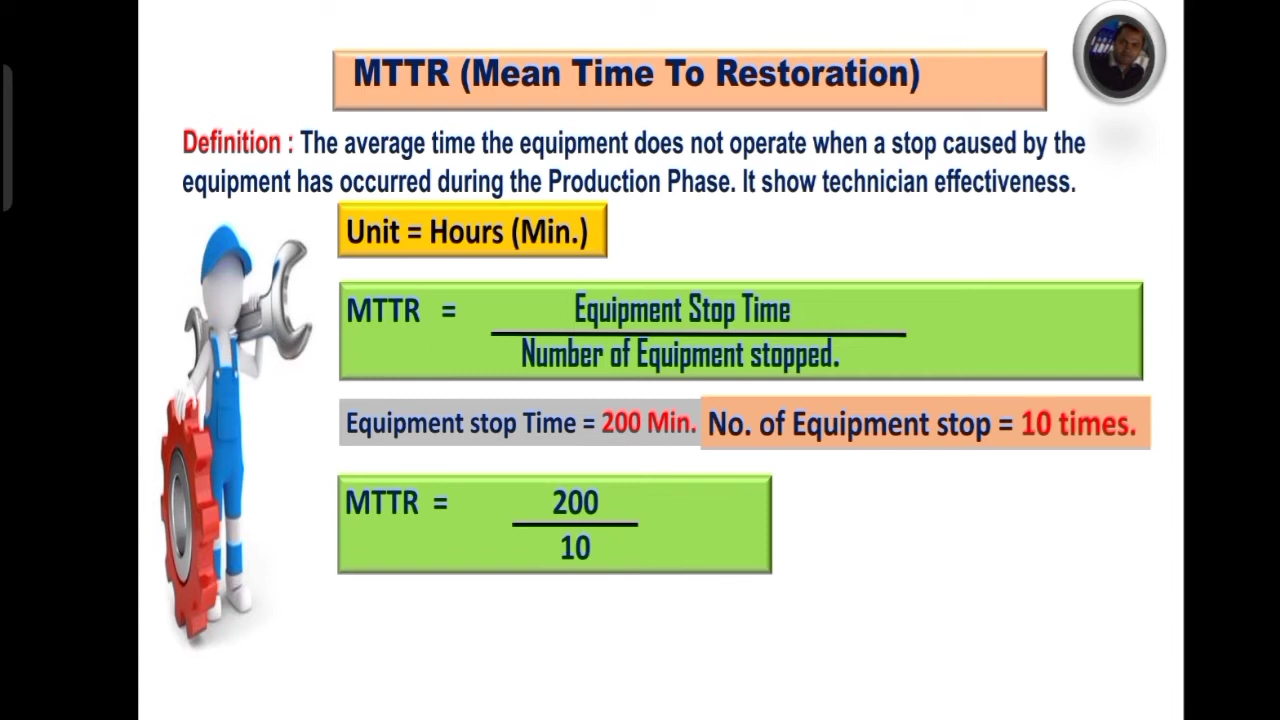 MTTR (Mean Time To Restoration)
Definition : The average time the equipment does not operate when a stop caused by the
equipment has occurred during the Production Phase. It show technician effectiveness.
Unit = Hours (Min.)
MTTR = Equipment Stop Time
Number of Equipment stopped.
Equipment stop Time = 200 Min. No. of Equipment stop = 10 times.
MTTR = 200
10